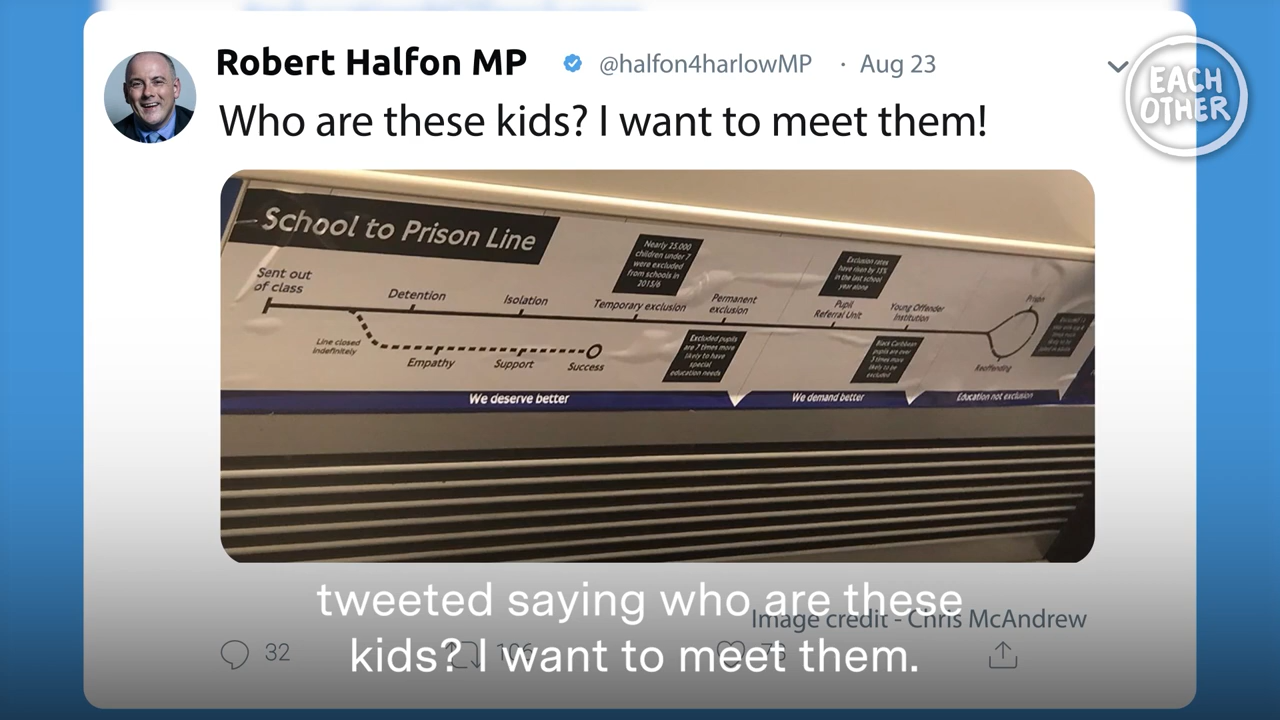 Robert Halfon MP @halfon4harlowMP · Aug 23
EACH
OTHER
Who are these kids? I want to meet them!
School to Prison Line
Sent out
of class
Detention
Isolation
Temporary exclusion
Permanent
exclusion
Pupil
Referral Unit
Young Offender
Institution
Prison
Reoffending
Nearly 25,000
children under 7
were excluded
from schools in
2015/6
Exclusion rates
have risen by 15%
in the last school
year alone
Line closed
indefinitely
Empathy
Support
Success
Excluded pupils
are 7 times more
likely to have
special
education needs
Black Caribbean
pupils are over
3 times more
likely to be
excluded
We deserve better
We demand better
Education not exclusion
tweeted saying who are these
kids? I want to meet them.
Image credit - Chris McAndrew
32